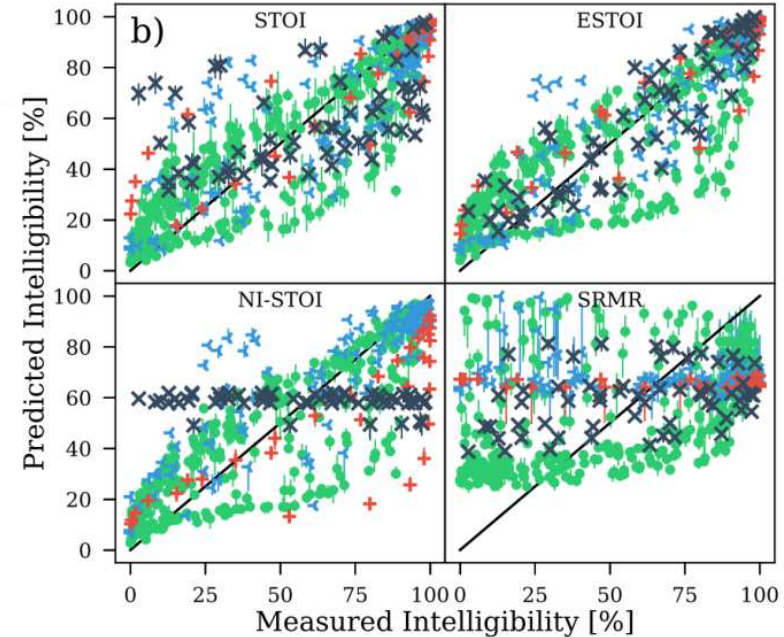 b)
STOI
ESTOI
100
80
60
40
20
0
NI-STOI
SRMR
100
80
60
40
20
0
Predicted Intelligibility [%]
0 25 50 75 100 0 25 50 75 100
Measured Intelligibility [%]